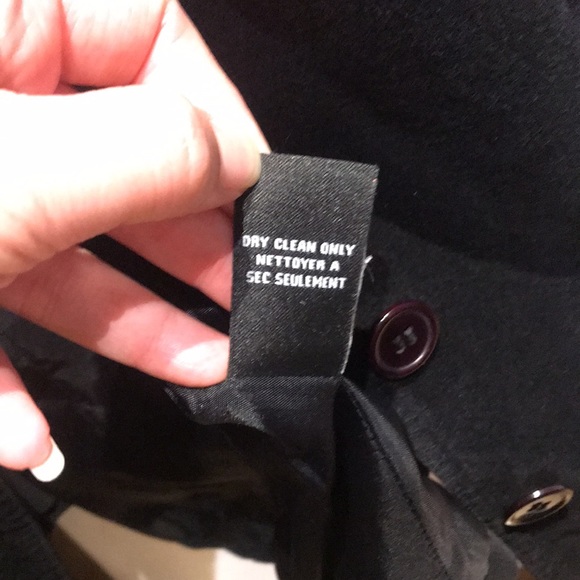 DRY CLEAN ONLY
NETTOYER A
SEC SEULEMENT